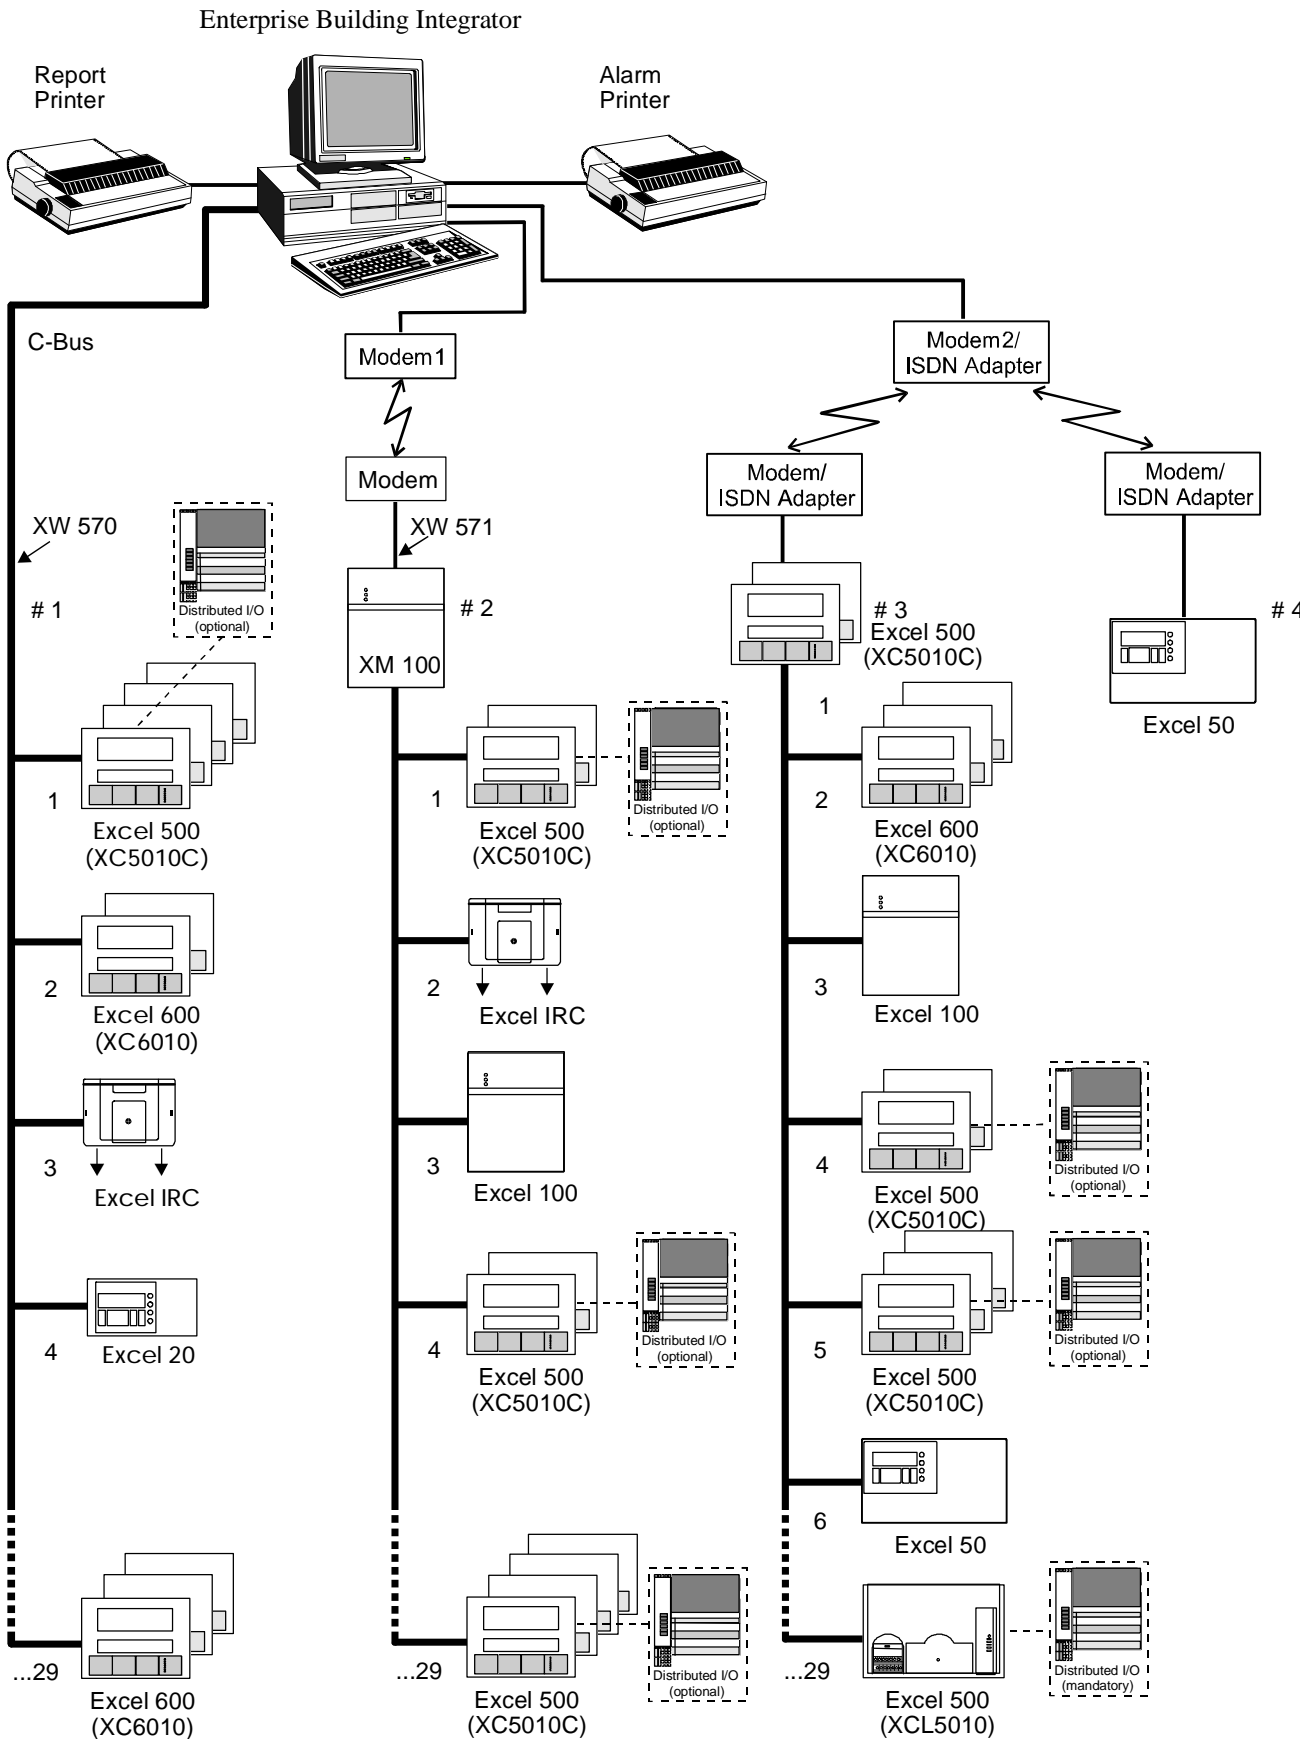 Enterprise Building Integrator
Report
Printer
Alarm
Printer
C-Bus
Modem1
Modem2/
ISDN Adapter
Modem
Modem/
ISDN Adapter
Modem/
ISDN Adapter
XW 570
XW 571
# 1
Distributed I/O
(optional)
1
Excel 500
(XC5010C)
2
Excel 600
(XC6010)
3
Excel IRC
4
Excel 20
...29
Excel 600
(XC6010)
# 2
XM 100
1
Excel 500
(XC5010C)
Distributed I/O
(optional)
2
Excel IRC
3
Excel 100
4
Excel 500
(XC5010C)
Distributed I/O
(optional)
...29
Excel 500
(XC5010C)
Distributed I/O
(optional)
# 3
Excel 500
(XC5010C)
1
2
Excel 600
(XC6010)
3
Excel 100
4
Excel 500
(XC5010C)
Distributed I/O
(optional)
5
Excel 500
(XC5010C)
Distributed I/O
(optional)
6
Excel 50
...29
Excel 500
(XCL5010)
Distributed I/O
(mandatory)
# 4
Excel 50